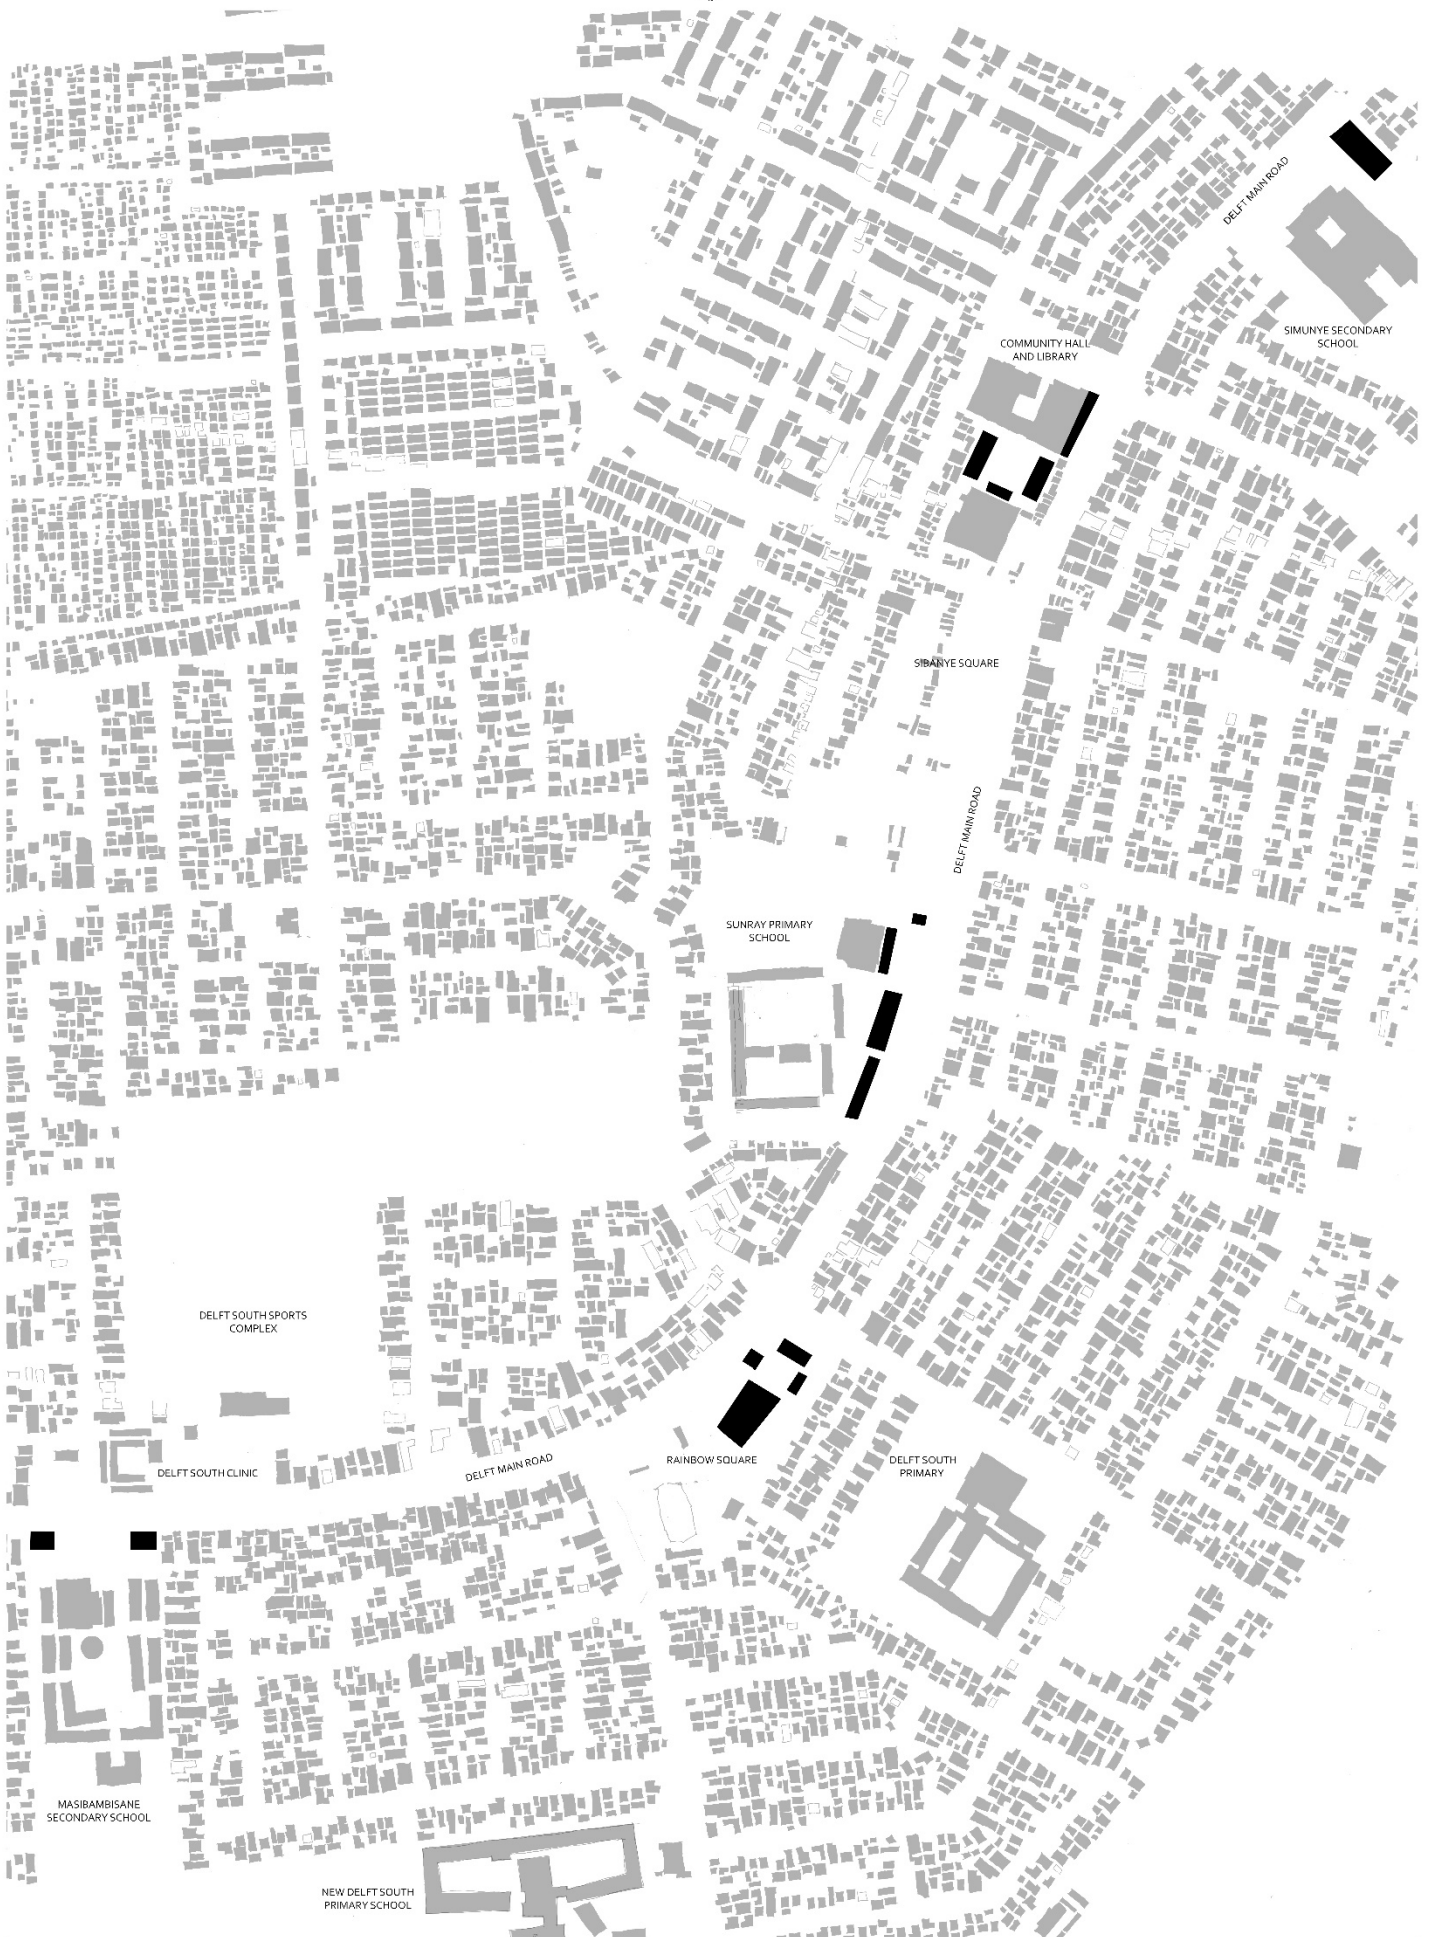 DELFT MAIN ROAD
SIMUNYE SECONDARY
SCHOOL
COMMUNITY HALL
AND LIBRARY
SIBANYE SQUARE
DELFT MAIN ROAD
SUNRAY PRIMARY
SCHOOL
DELFT SOUTH SPORTS
COMPLEX
RAINBOW SQUARE
DELFT SOUTH
PRIMARY
DELFT MAIN ROAD
DELFT SOUTH CLINIC
MASIBAMBISANE
SECONDARY SCHOOL
NEW DELFT SOUTH
PRIMARY SCHOOL